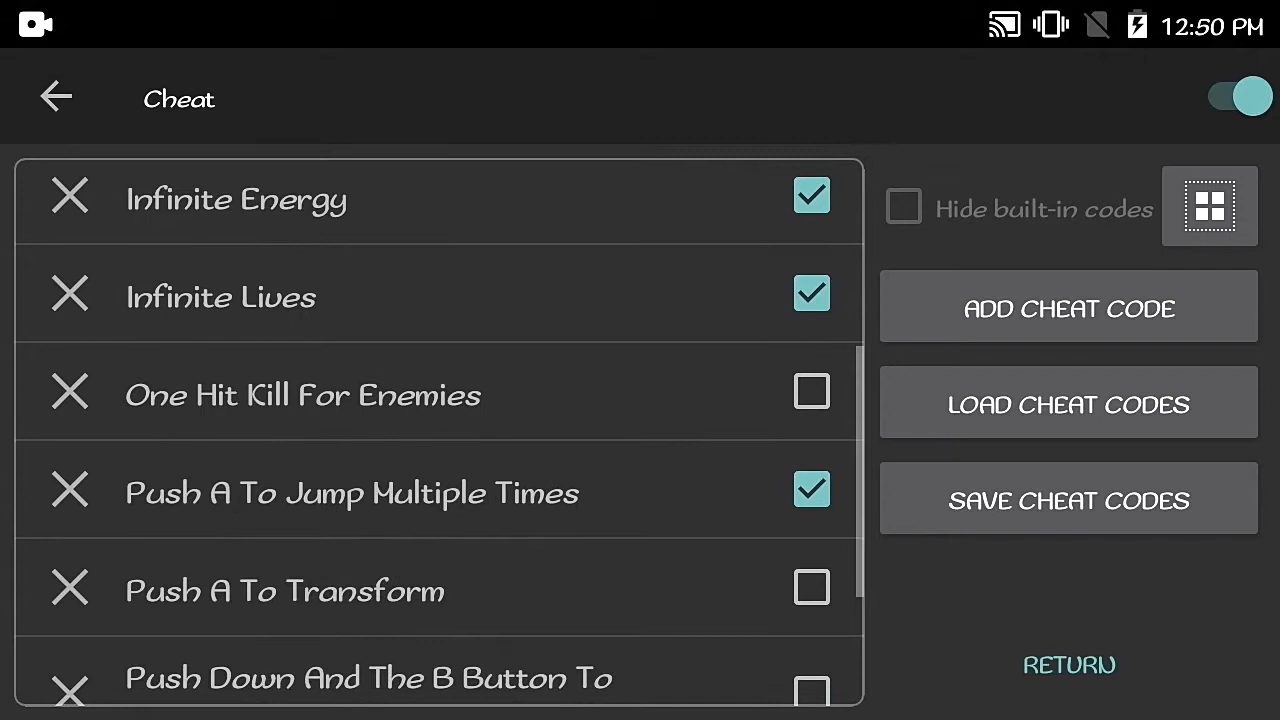 12:50 PM
Cheat
Infinite Energy
Infinite Lives
One Hit Kill For Enemies
Push A To Jump Multiple Times
Push A To Transform
Push Down And The B Button To
Hide built-in codes
ADD CHEAT CODE
LOAD CHEAT CODES
SAVE CHEAT CODES
RETURN